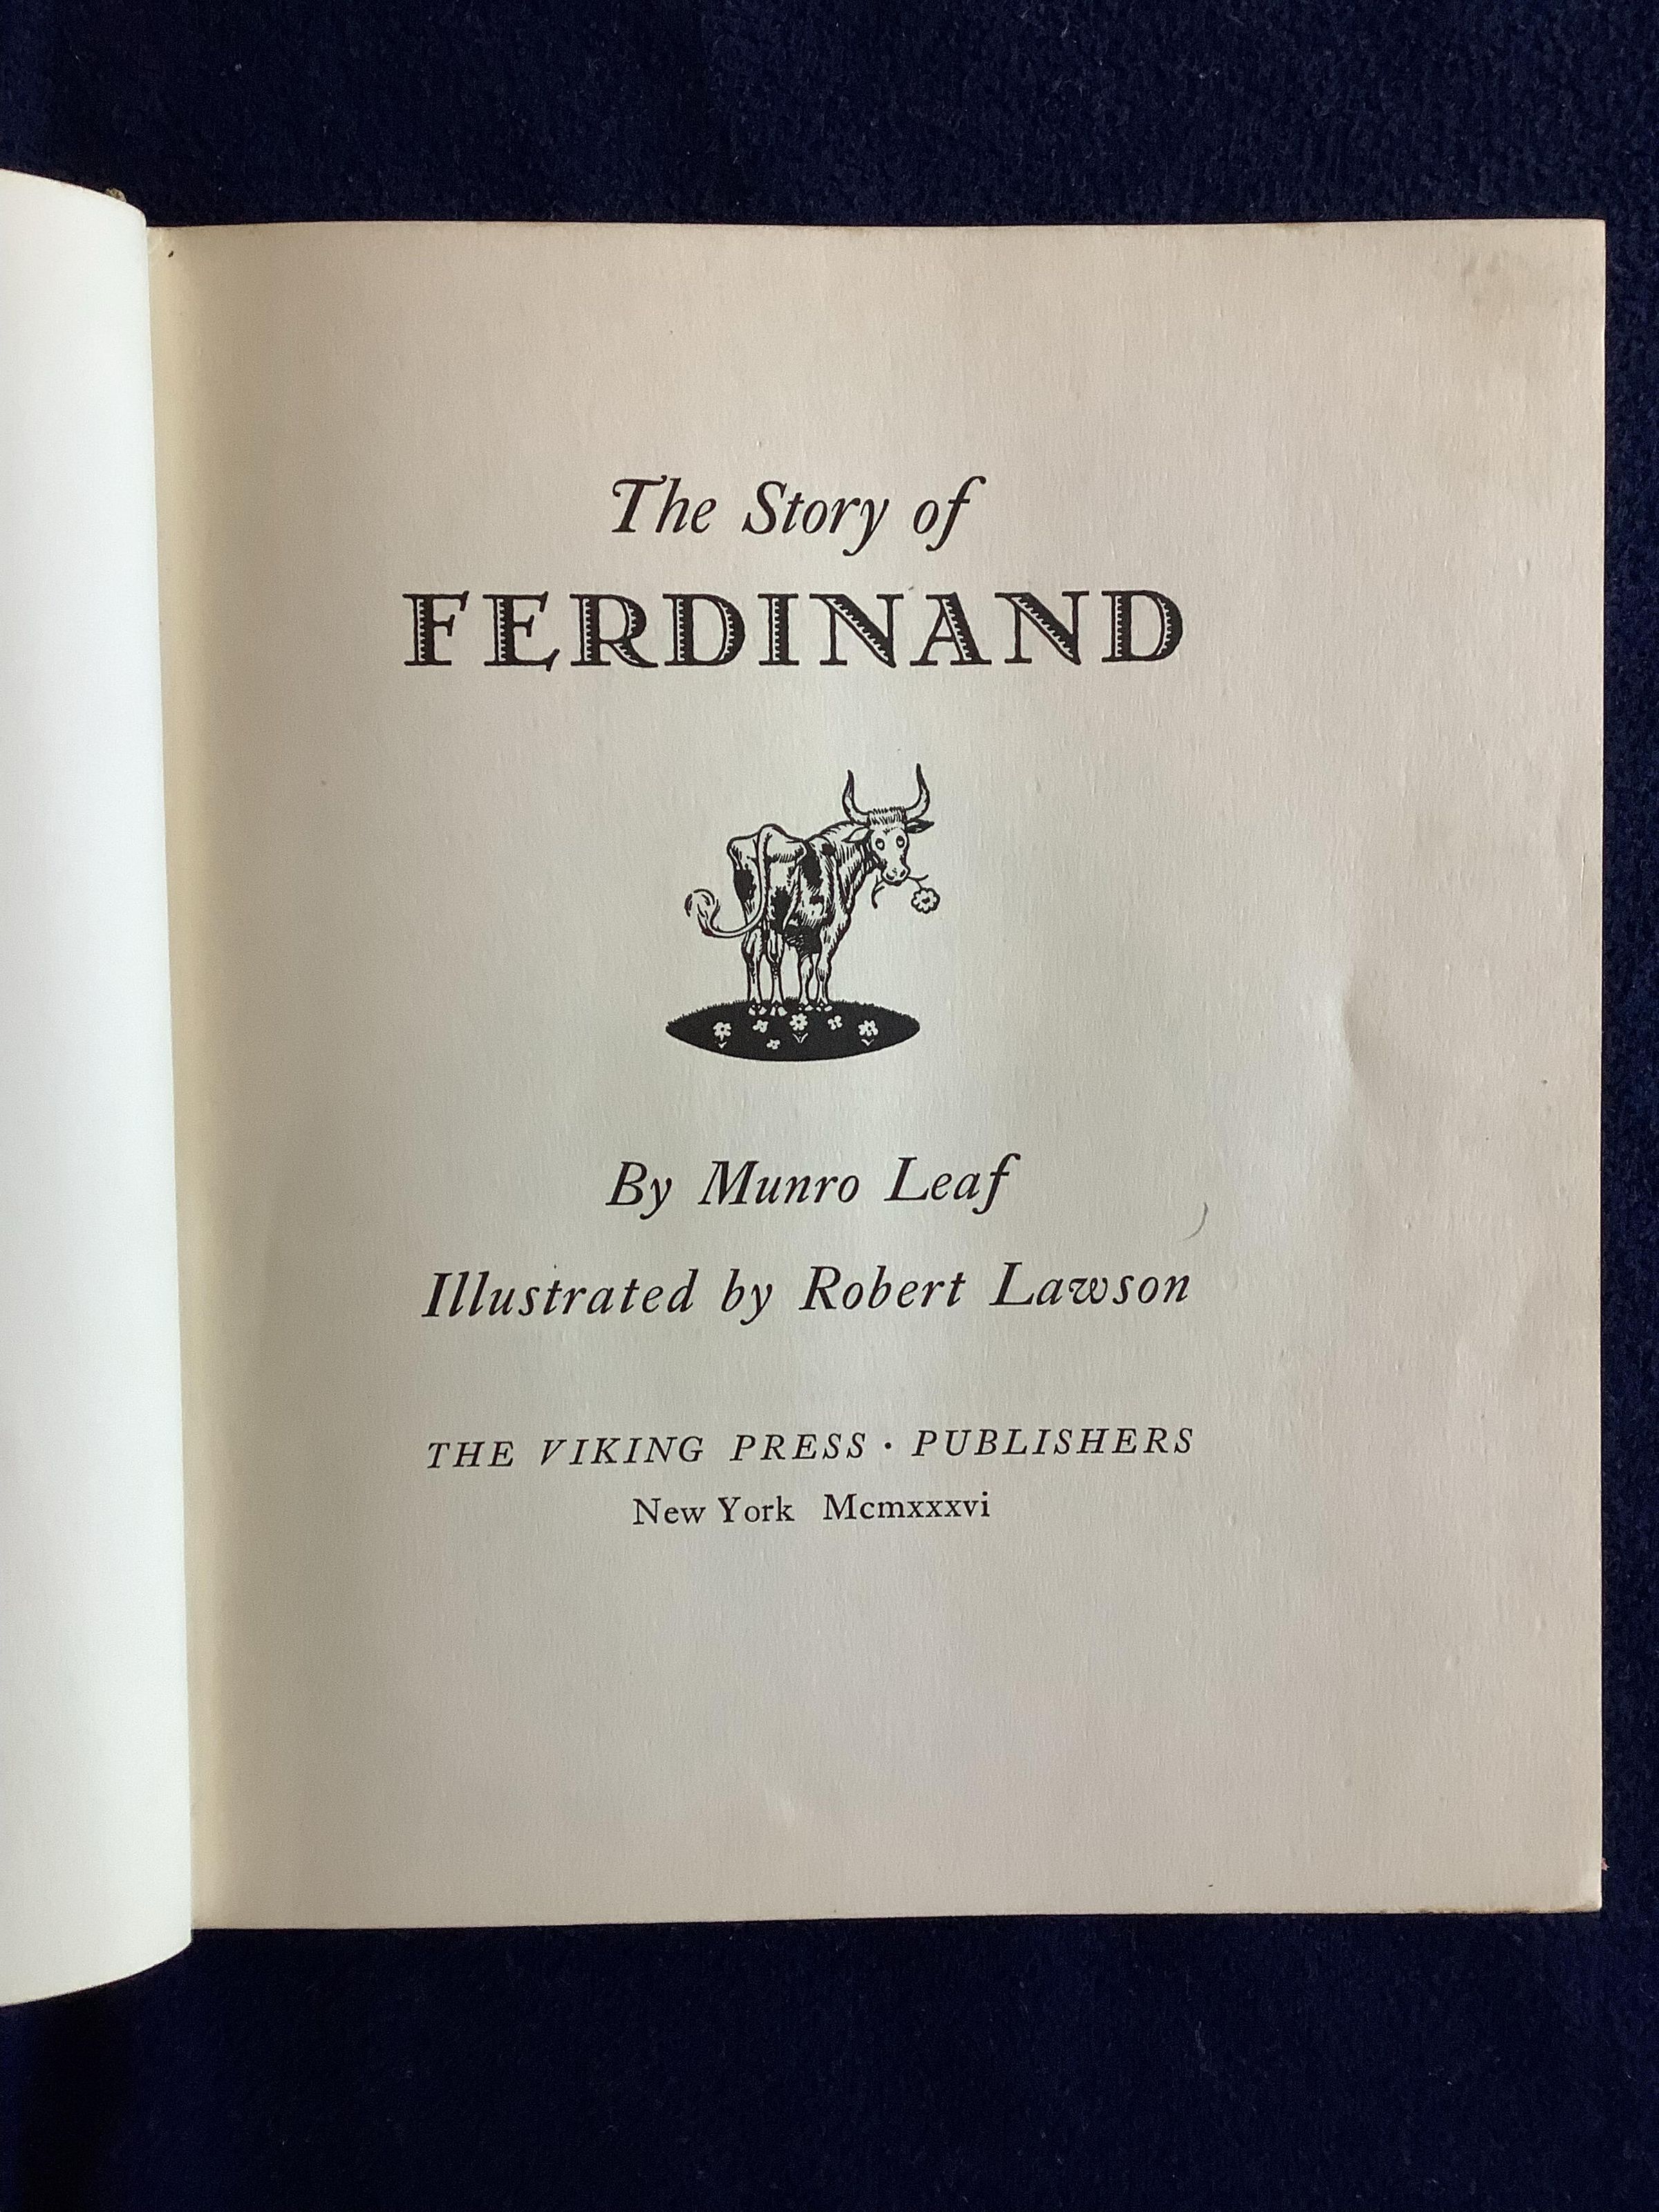 The Story of
FERDINAND
By Munro Leaf
Illustrated by Robert Lawson
THE VIKING PRESS · PUBLISHERS
New York Mcmxxxvi